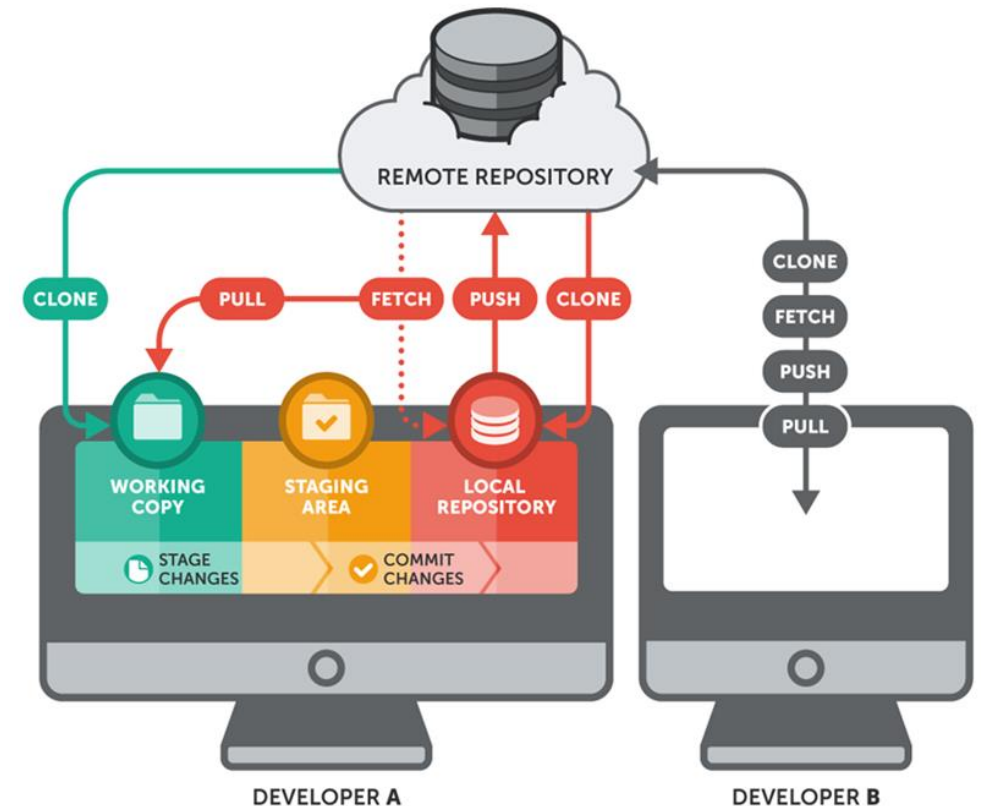 REMOTE REPOSITORY
CLONE
PULL
FETCH
PUSH
CLONE
CLONE
FETCH
PUSH
PULL
WORKING
COPY
STAGING
AREA
LOCAL
REPOSITORY
STAGE
CHANGES
COMMIT
CHANGES
DEVELOPER A
DEVELOPER B